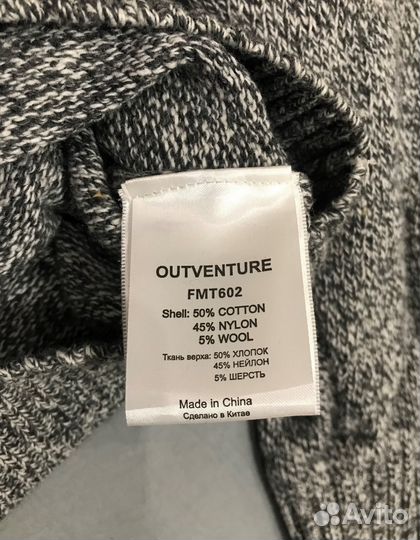 OUTVENTURE
FMT602
Shell: 50% COTTON
45% NYLON
5% WOOL
Ткань верха: 50% ХЛОПОК
45% НЕЙЛОН
5% ШЕРСТЬ
Made in China
Сделано в Китае
Avito